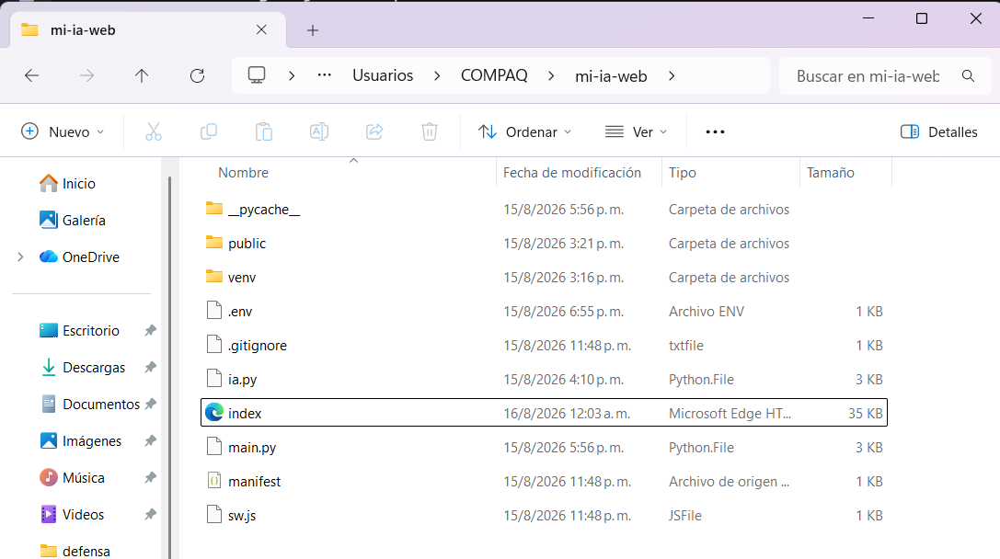 mi-ia-web
... Usuarios COMPAQ mi-ia-web Buscar en mi-ia-web
Nuevo Ordenar Ver ... Detalles
Inicio
Galería
OneDrive
Escritorio
Descargas
Documentos
Imágenes
Música
Videos
defensa
Nombre Fecha de modificación Tipo Tamaño
__pycache__ 15/8/2026 5:56 p. m. Carpeta de archivos
public 15/8/2026 3:21 p. m. Carpeta de archivos
venv 15/8/2026 3:16 p. m. Carpeta de archivos
.env 15/8/2026 6:55 p. m. Archivo ENV 1 KB
.gitignore 15/8/2026 11:48 p. m. txtfile 1 KB
ia.py 15/8/2026 4:10 p. m. Python.File 3 KB
index 16/8/2026 12:03 a. m. Microsoft Edge HT... 35 KB
main.py 15/8/2026 5:56 p. m. Python.File 3 KB
manifest 15/8/2026 11:48 p. m. Archivo de origen ... 1 KB
sw.js 15/8/2026 11:48 p. m. JSFile 1 KB